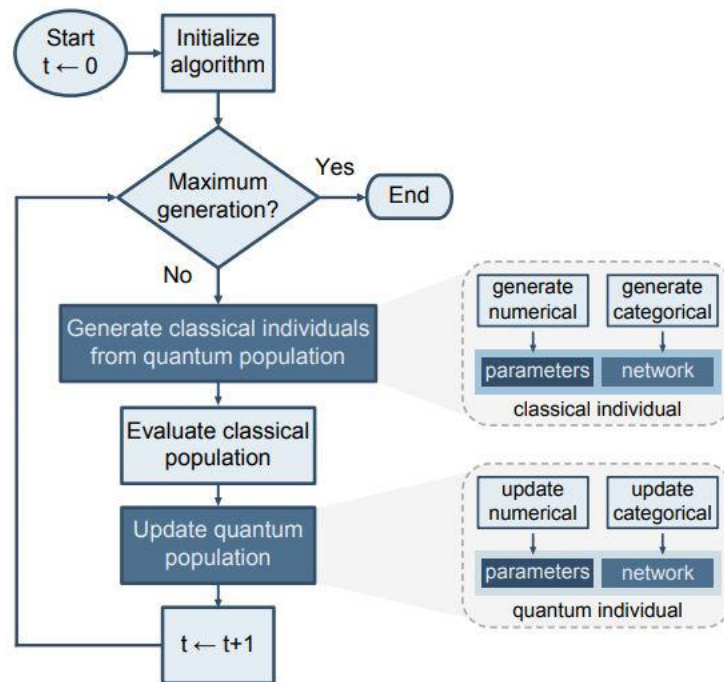 Start
t ← 0
Initialize
algorithm
Maximum
generation?
Yes
End
No
Generate classical individuals
from quantum population
generate
numerical
generate
categorical
parameters
network
classical individual
Evaluate classical
population
Update quantum
population
update
numerical
update
categorical
parameters
network
quantum individual
t ← t+1